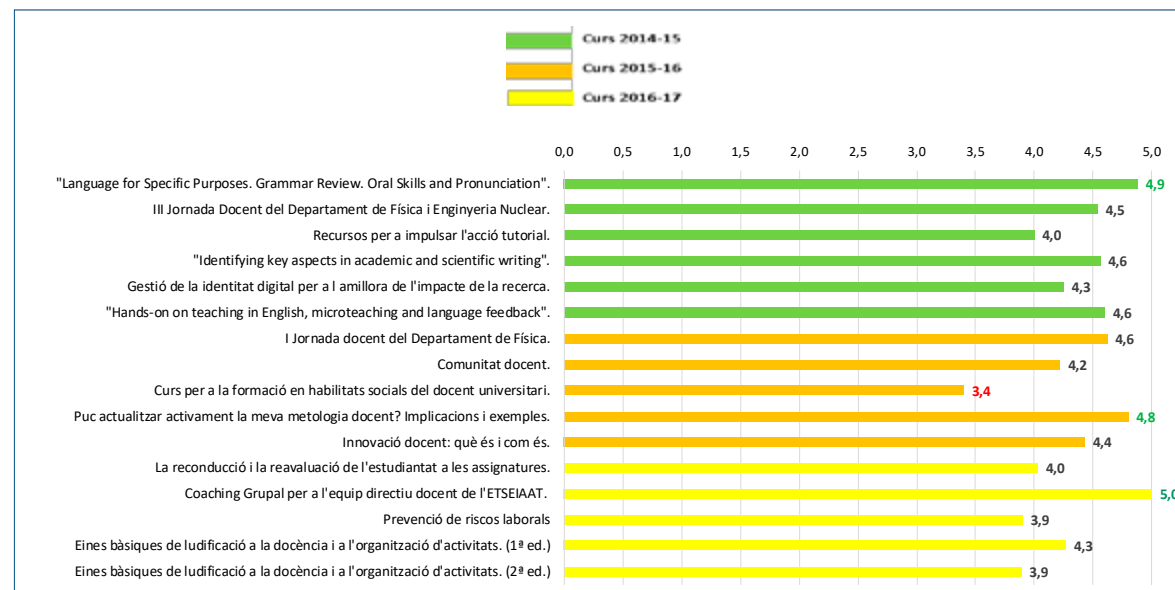 Curs 2014-15
Curs 2015-16
Curs 2016-17
0,0 0,5 1,0 1,5 2,0 2,5 3,0 3,5 4,0 4,5 5,0
"Language for Specific Purposes. Grammar Review. Oral Skills and Pronunciation". 4,9
III Jornada Docent del Departament de Física i Enginyeria Nuclear. 4,5
Recursos per a impulsar l'acció tutorial. 4,0
"Identifying key aspects in academic and scientific writing". 4,6
Gestió de la identitat digital per a l amillora de l'impacte de la recerca. 4,3
"Hands-on on teaching in English, microteaching and language feedback". 4,6
I Jornada docent del Departament de Física. 4,6
Comunitat docent. 4,2
Curs per a la formació en habilitats socials del docent universitari. 3,4
Puc actualitzar activament la meva metologia docent? Implicacions i exemples. 4,8
Innovació docent: què és i com és. 4,4
La reconducció i la reavaluació de l'estudiantat a les assignatures. 4,0
Coaching Grupal per a l'equip directiu docent de l'ETSEIAAT. 5,0
Prevenció de riscos laborals 3,9
Eines bàsiques de ludificació a la docència i a l'organització d'activitats. (1ª ed.) 4,3
Eines bàsiques de ludificació a la docència i a l'organització d'activitats. (2ª ed.) 3,9